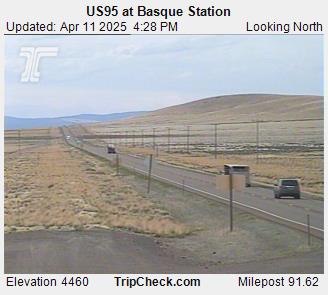 US95 at Basque Station
Updated: Apr 11 2025 4:28 PM Looking North
Elevation 4460 TripCheck.com Milepost 91.62